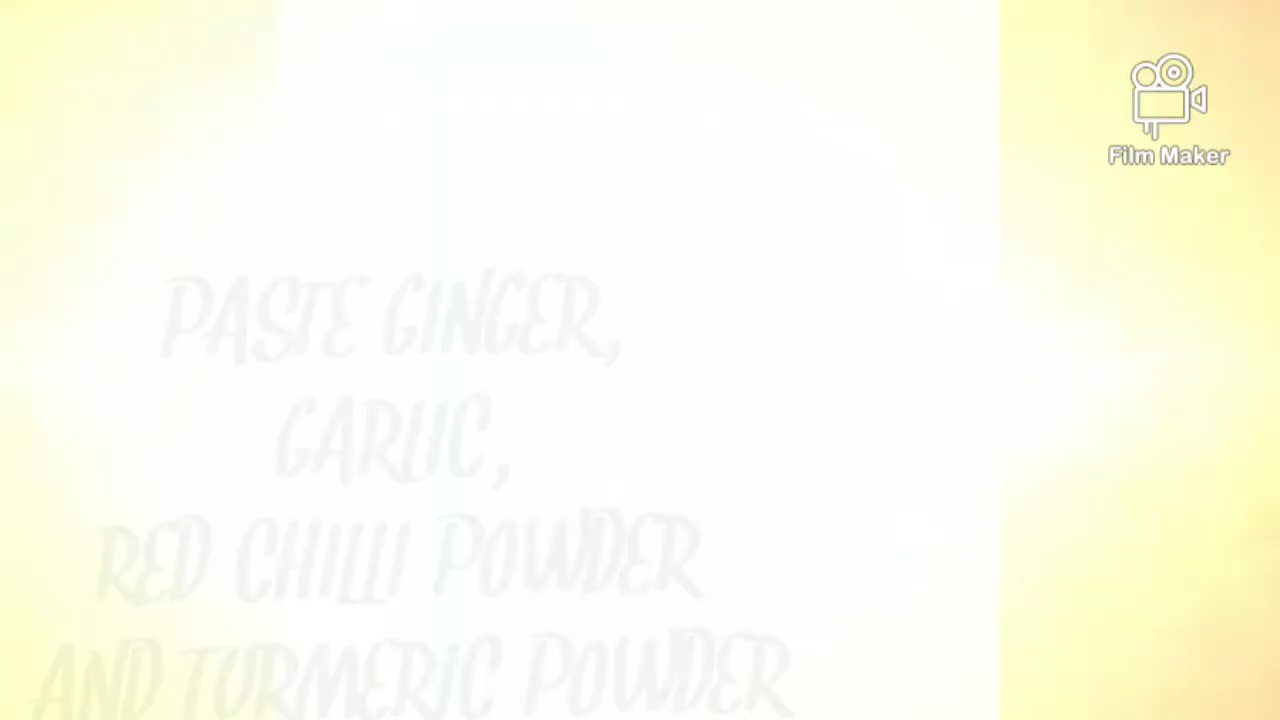 Film Maker
PASTE GINGER,
GARLIC,
RED CHILLI POWDER
AND TURMERIC POWDER